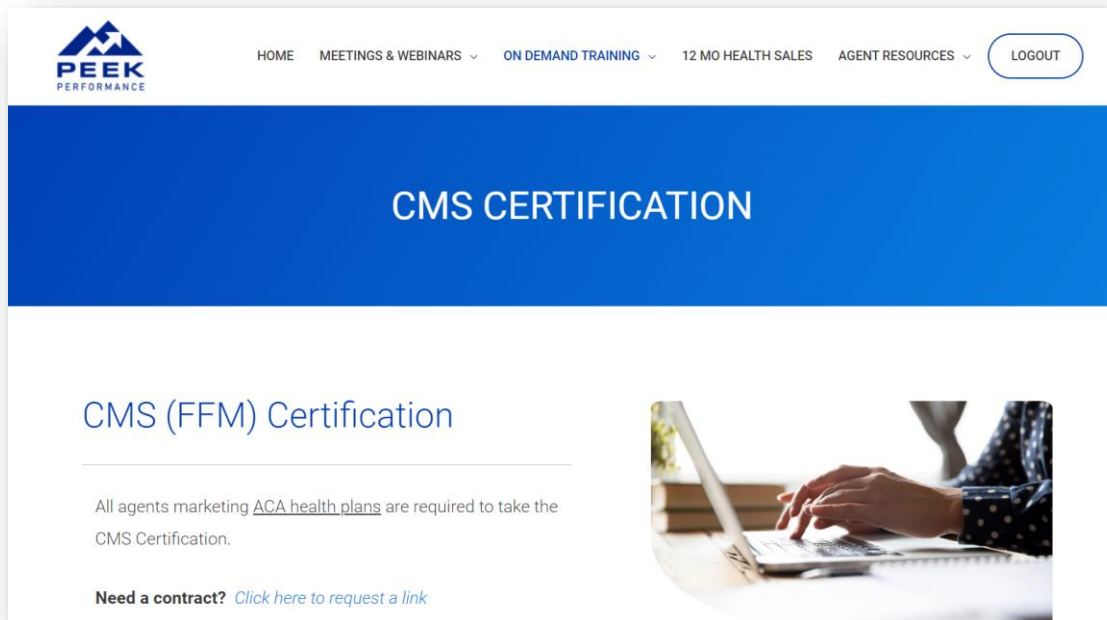 PEEK
PERFORMANCE
HOME MEETINGS & WEBINARS ON DEMAND TRAINING 12 MO HEALTH SALES AGENT RESOURCES LOGOUT
CMS CERTIFICATION
CMS (FFM) Certification
All agents marketing ACA health plans are required to take the
CMS Certification.
Need a contract? Click here to request a link